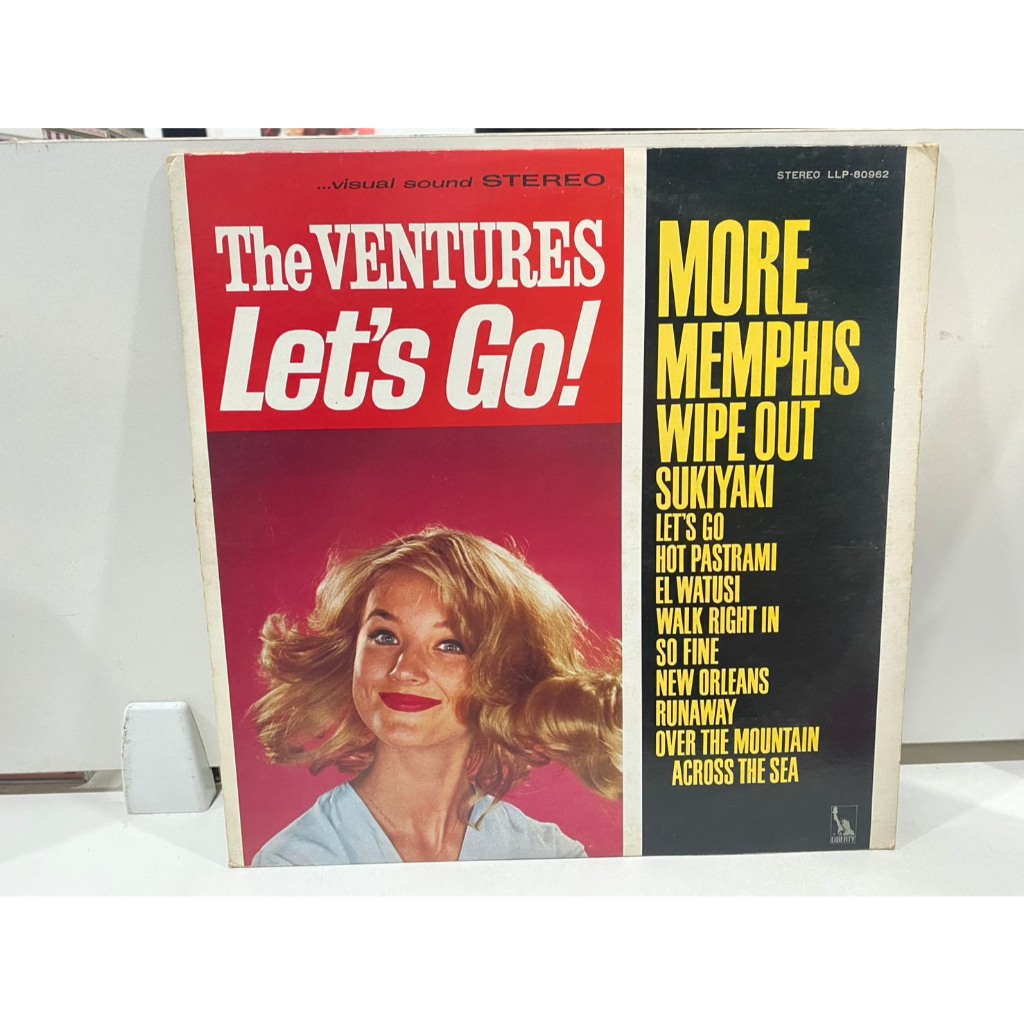 ...visual sound STEREO
The VENTURES
Let's Go!
STEREO LLP-80962
MORE
MEMPHIS
WIPE OUT
SUKIYAKI
LET'S GO
HOT PASTRAMI
EL WATUSI
WALK RIGHT IN
SO FINE
NEW ORLEANS
RUNAWAY
OVER THE MOUNTAIN
ACROSS THE SEA
LIBERTY